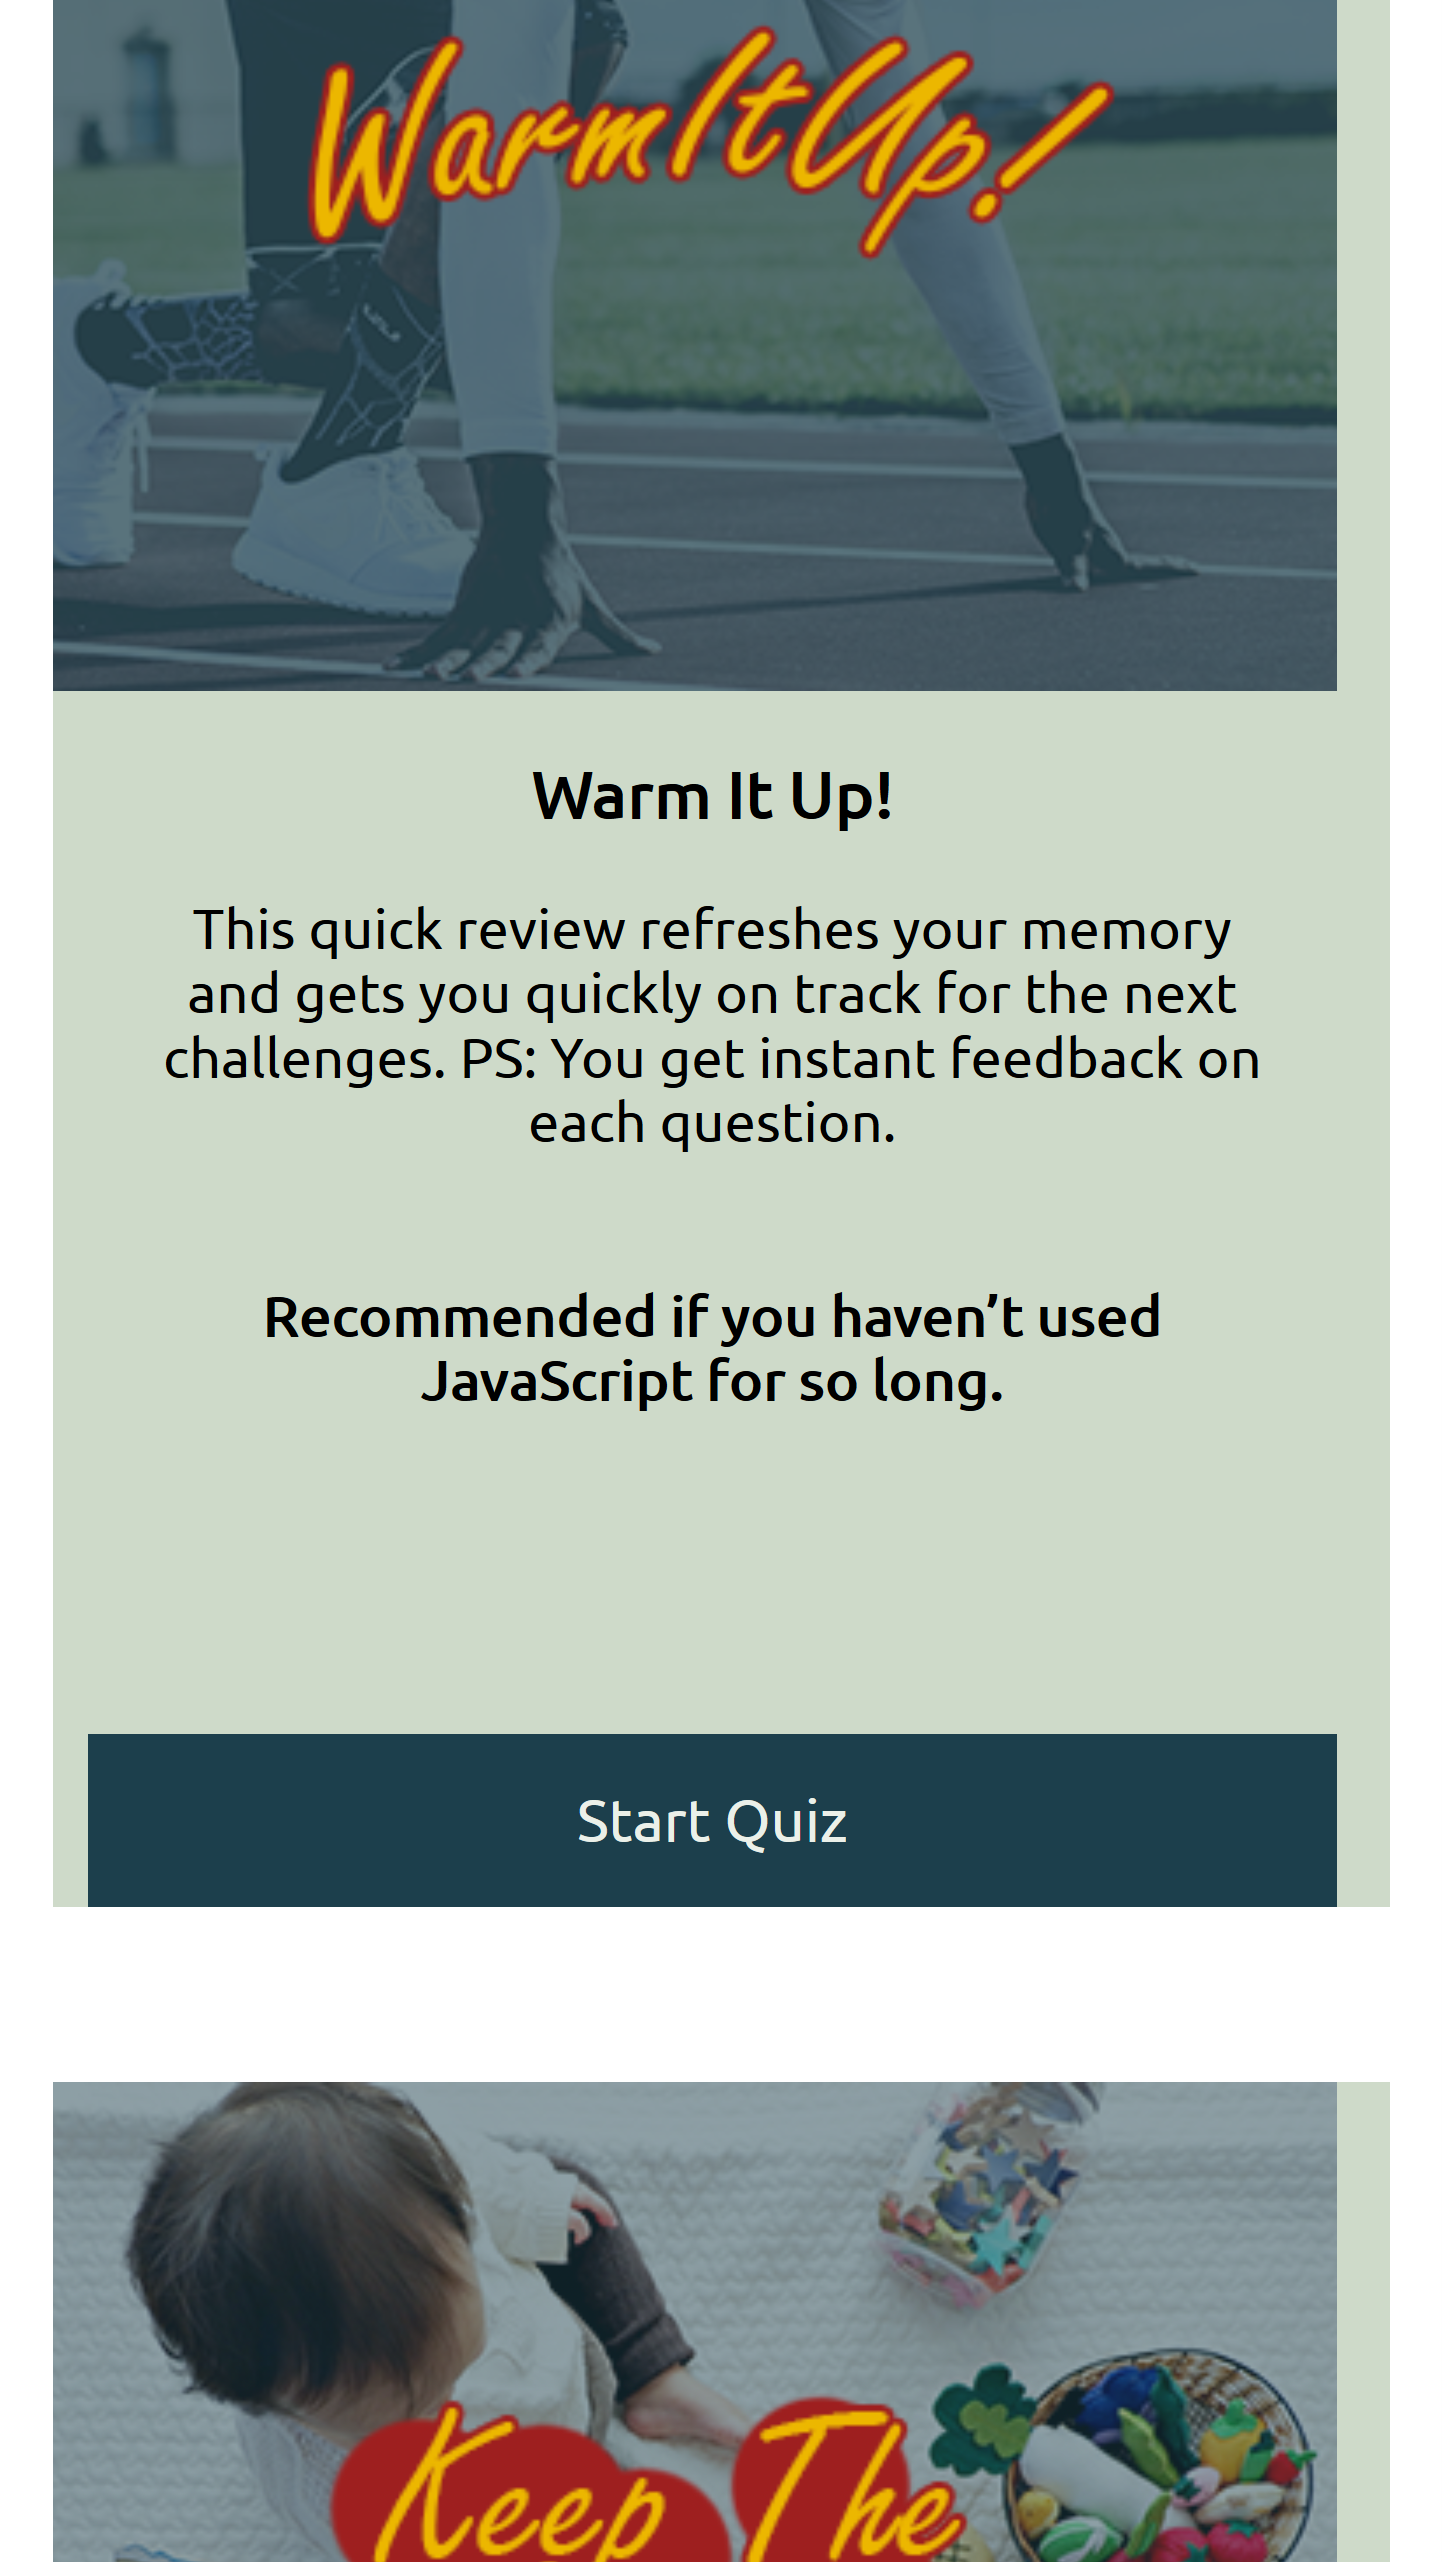 WarmItUp!
Warm It Up!
This quick review refreshes your memory
and gets you quickly on track for the next
challenges. PS: You get instant feedback on
each question.
Recommended if you haven’t used
JavaScript for so long.
Start Quiz
Keep The